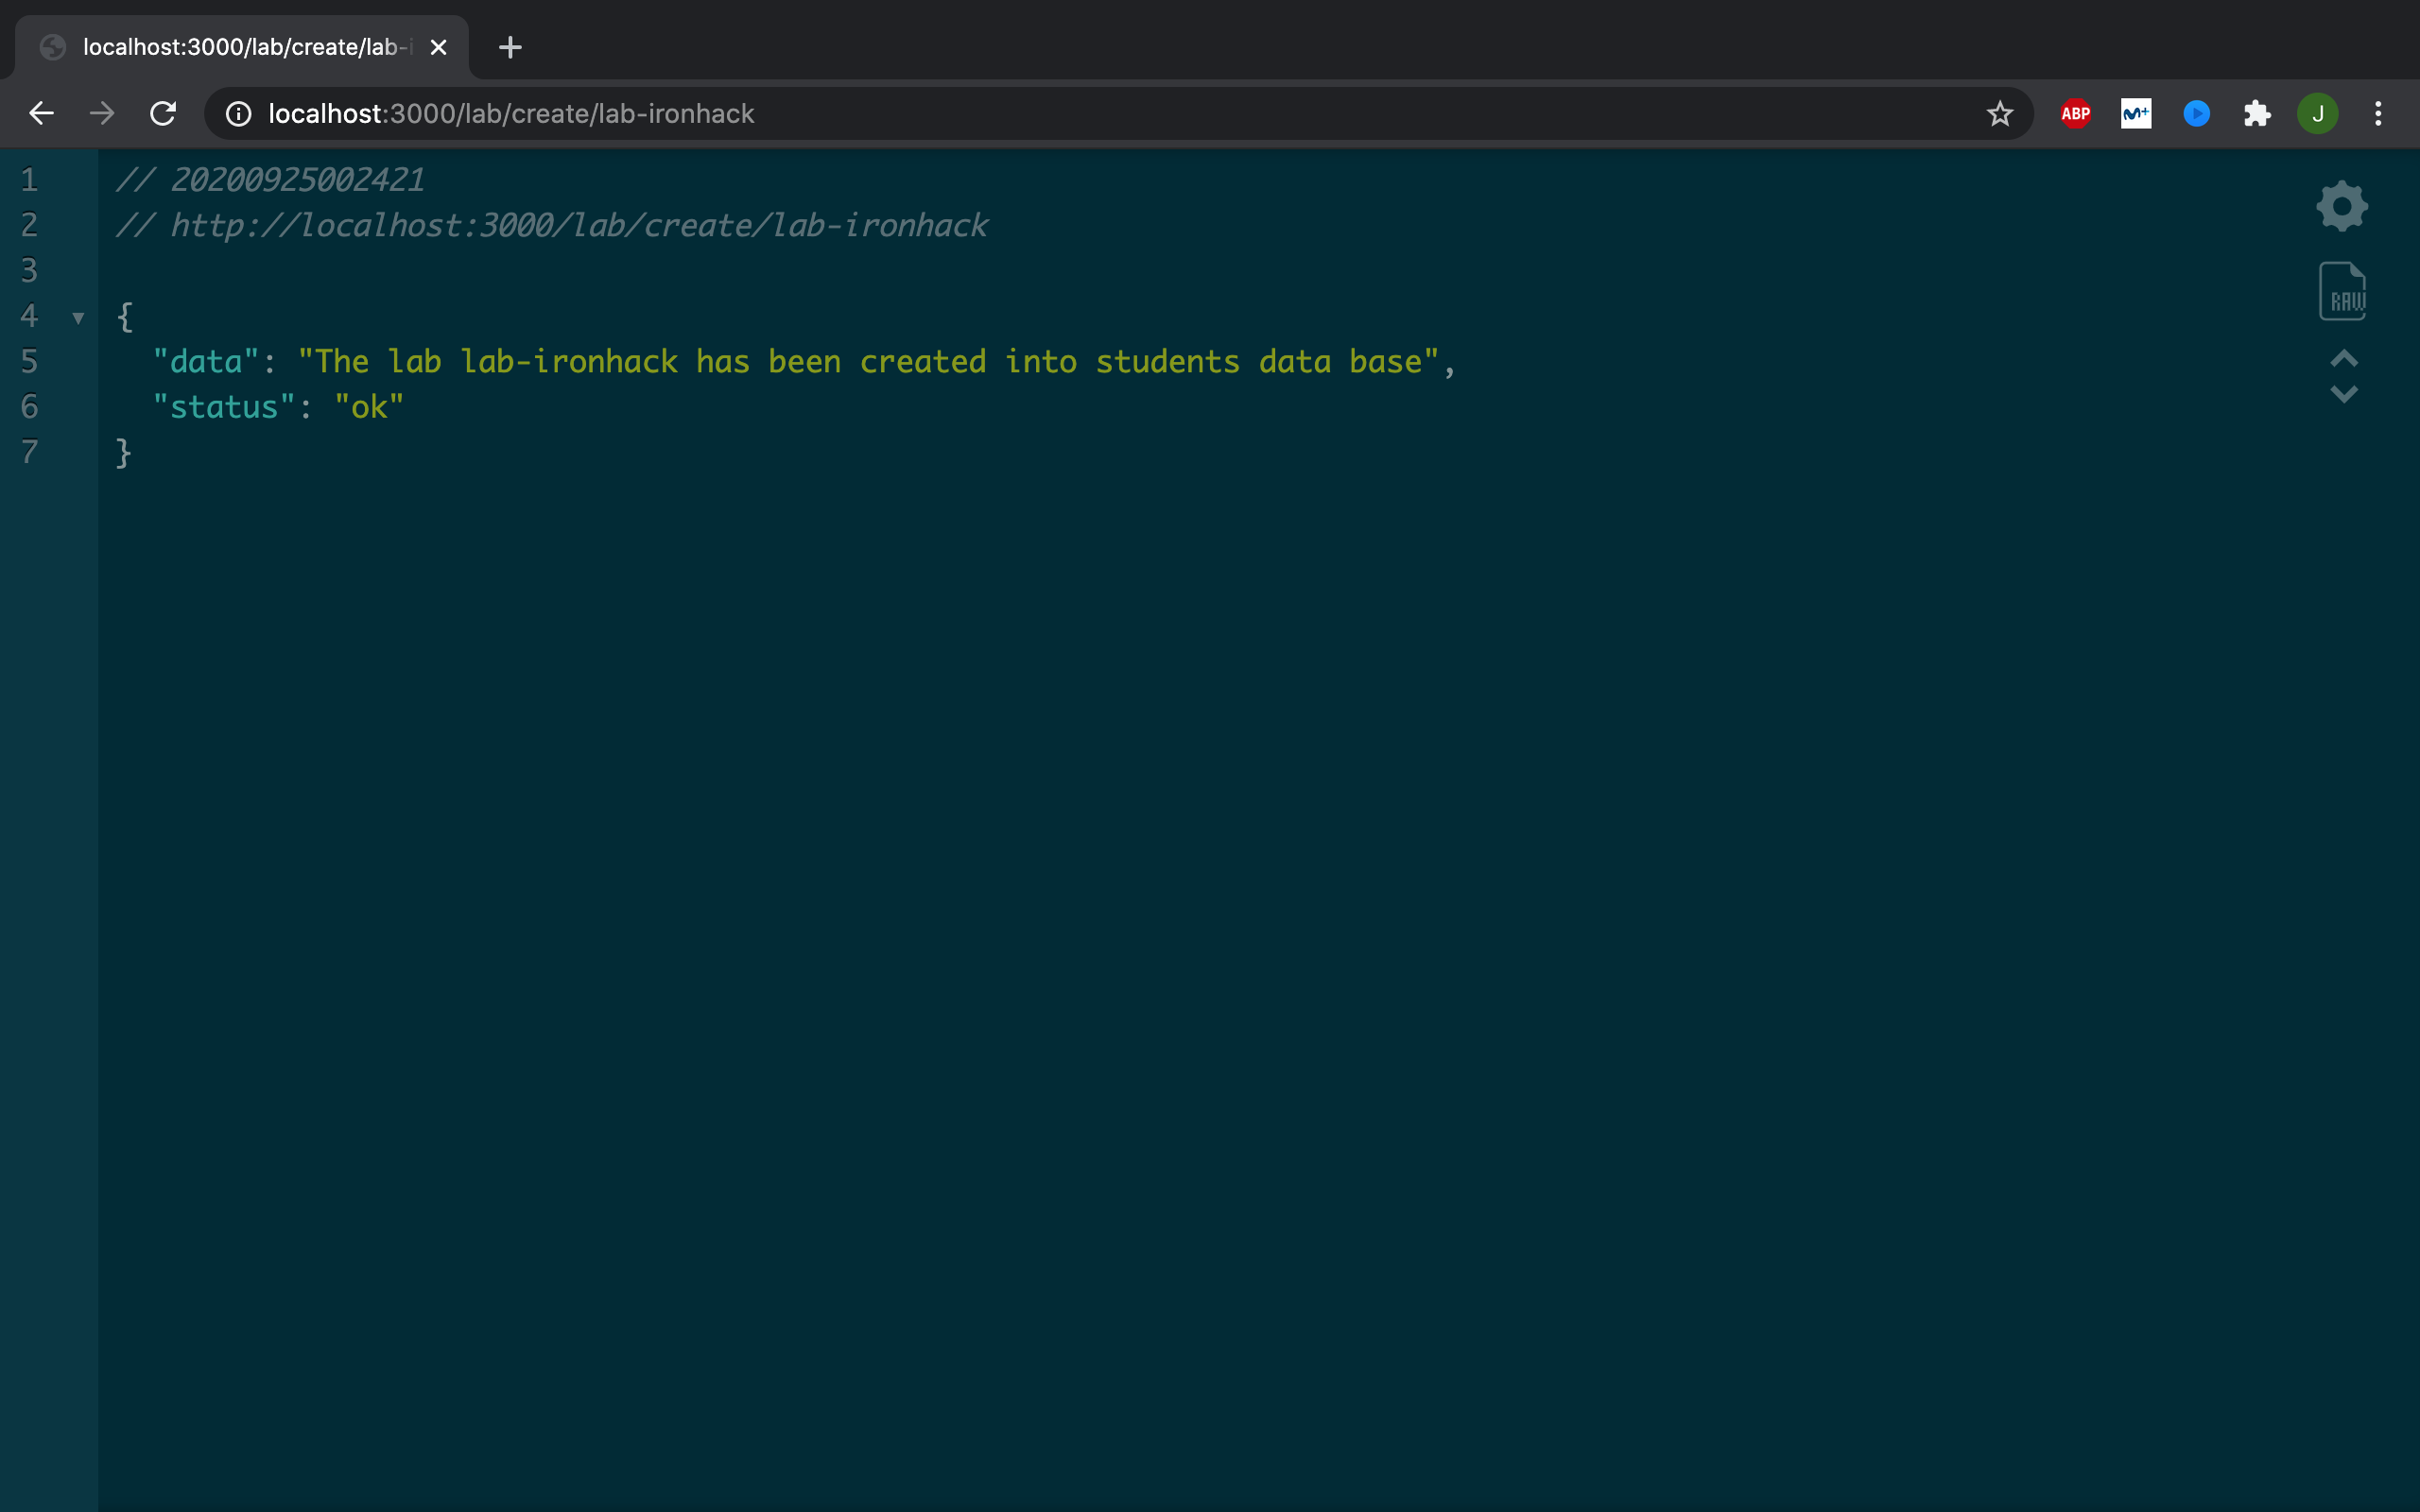 localhost:3000/lab/create/lab-i
localhost:3000/lab/create/lab-ironhack
ABP
J
1 // 20200925002421
2 // http://localhost:3000/lab/create/lab-ironhack
3
4 {
5 "data": "The lab lab-ironhack has been created into students data base",
6 "status": "ok"
7 }
RAW